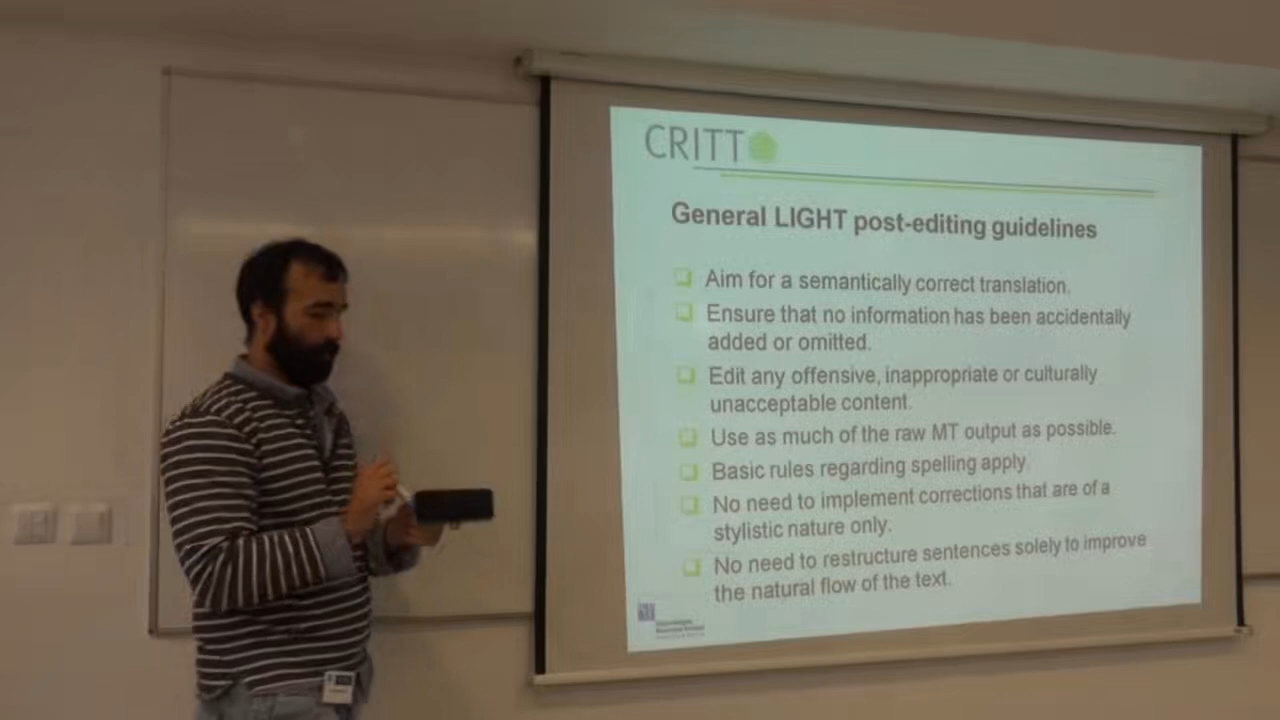 CRITT
General LIGHT post-editing guidelines
Aim for a semantically correct translation.
Ensure that no information has been accidentally
added or omitted.
Edit any offensive, inappropriate or culturally
unacceptable content.
Use as much of the raw MT output as possible.
Basic rules regarding spelling apply.
No need to implement corrections that are of a
stylistic nature only.
No need to restructure sentences solely to improve
the natural flow of the text.